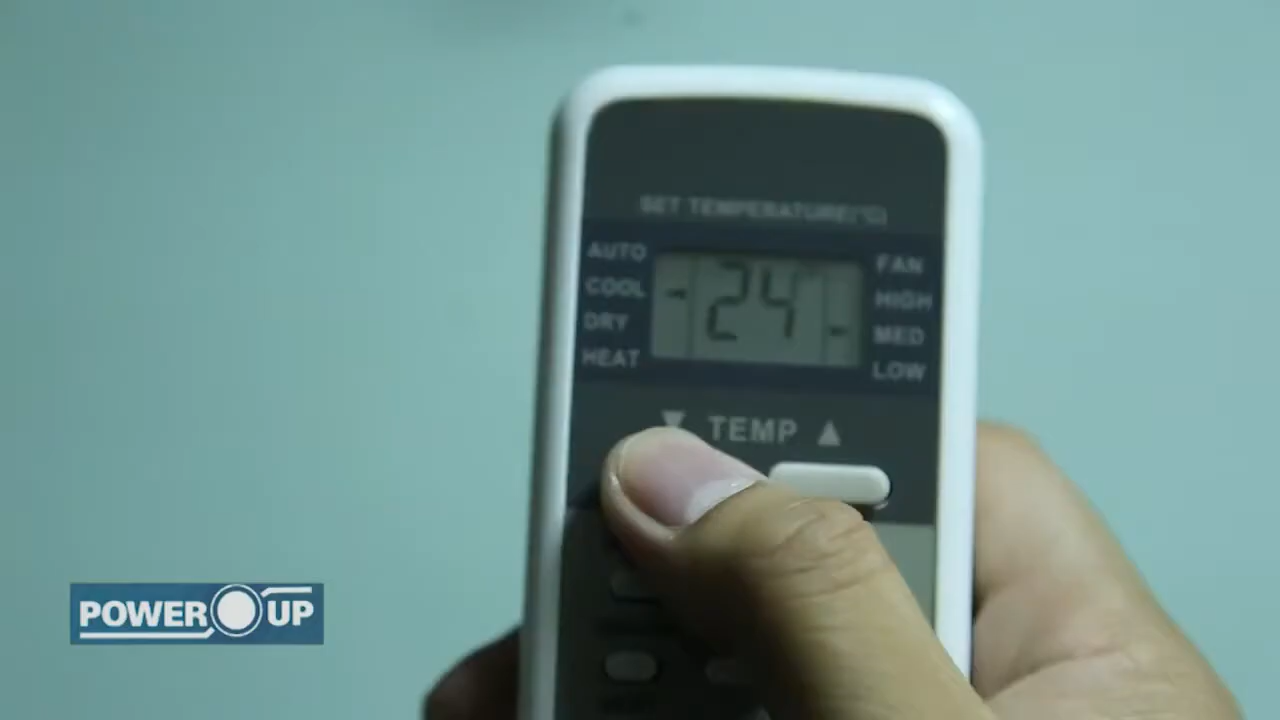 SET TEMPERATURE(°C)
AUTO
COOL
DRY
HEAT
24
FAN
HIGH
MED
LOW
▼ TEMP ▲
POWER UP